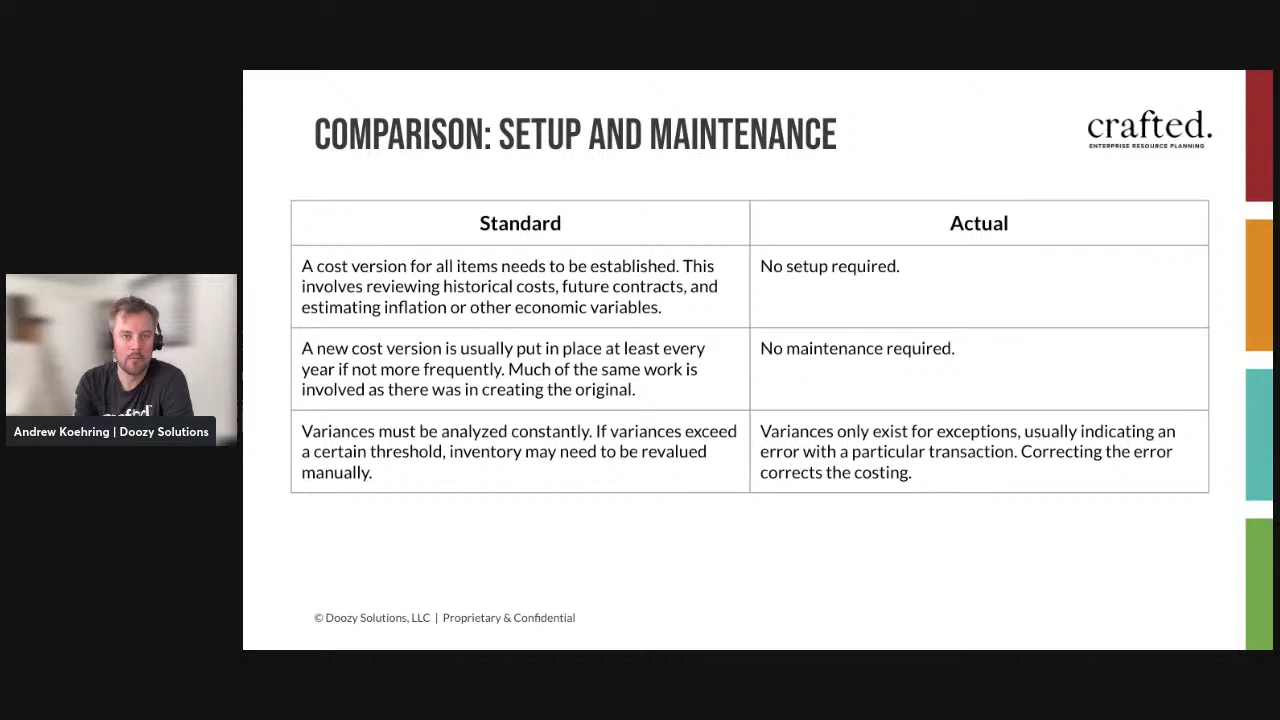 COMPARISON: SETUP AND MAINTENANCE
crafted.
ENTERPRISE RESOURCE PLANNING
Standard
Actual
A cost version for all items needs to be established. This
involves reviewing historical costs, future contracts, and
estimating inflation or other economic variables.
No setup required.
A new cost version is usually put in place at least every
year if not more frequently. Much of the same work is
involved as there was in creating the original.
No maintenance required.
Variances must be analyzed constantly. If variances exceed
a certain threshold, inventory may need to be revalued
manually.
Variances only exist for exceptions, usually indicating an
error with a particular transaction. Correcting the error
corrects the costing.
crafted
Andrew Koehring | Doozy Solutions
© Doozy Solutions, LLC | Proprietary & Confidential